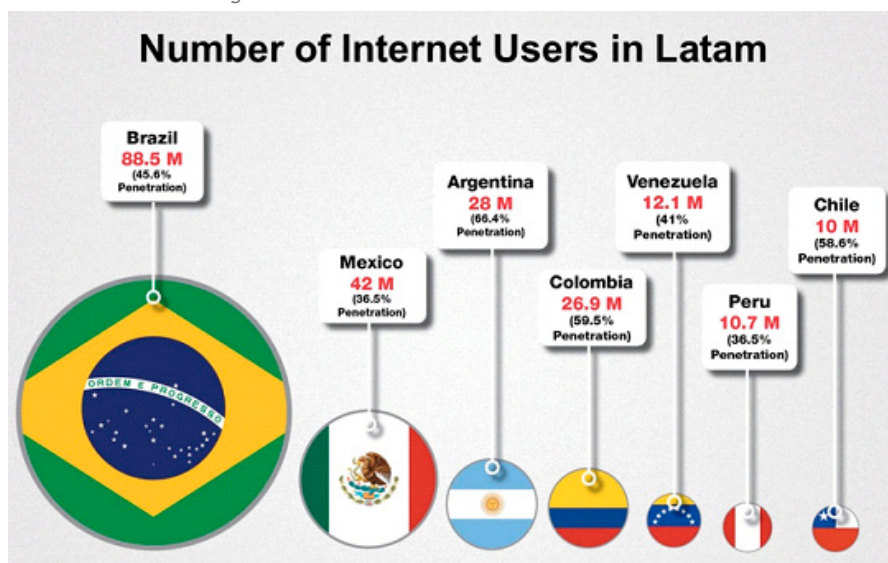 Number of Internet Users in Latam
Brazil
88.5 M
(45.6%
Penetration)
Mexico
42 M
(36.5%
Penetration)
Argentina
28 M
(66.4%
Penetration)
Colombia
26.9 M
(59.5%
Penetration)
Venezuela
12.1 M
(41%
Penetration)
Peru
10.7 M
(36.5%
Penetration)
Chile
10 M
(58.6%
Penetration)
ORDEM E PROGRESSO